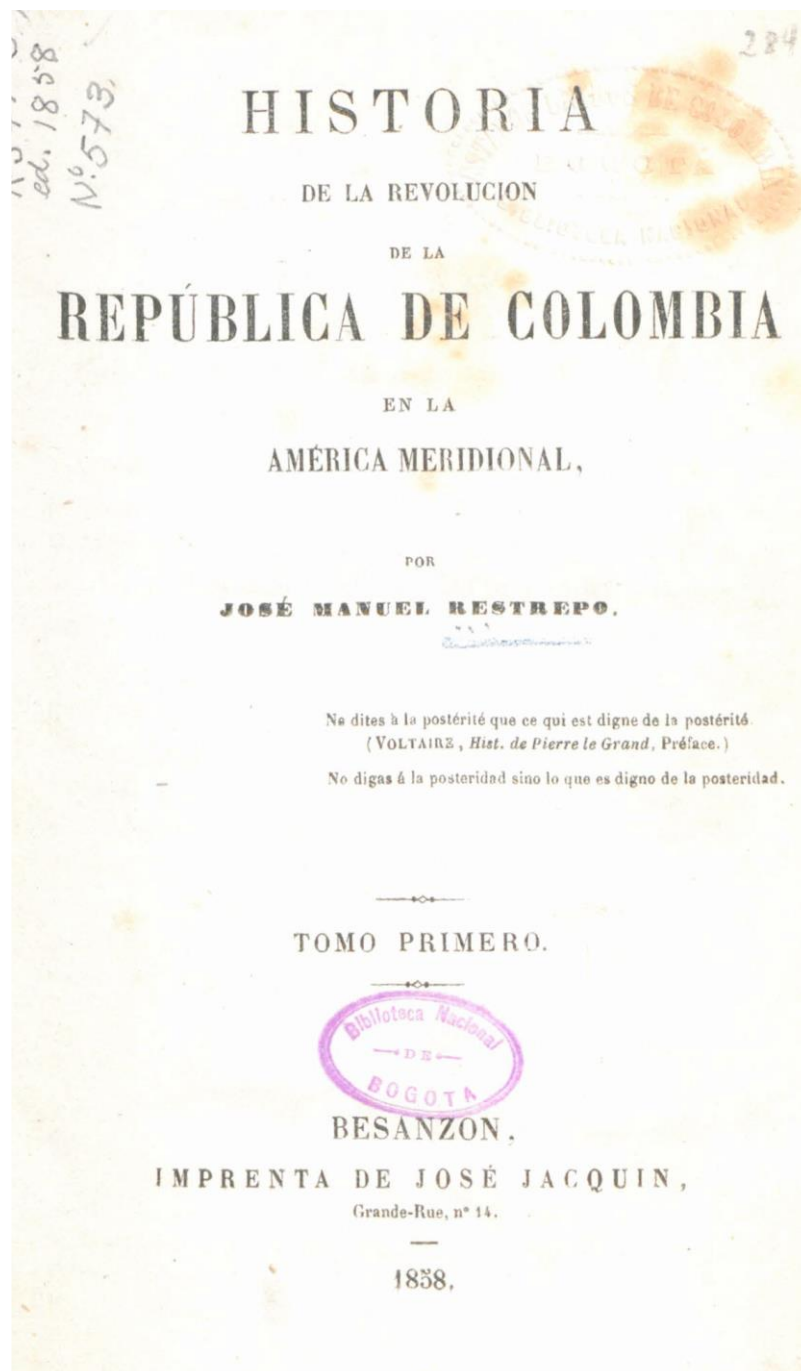 284
ed. 1858
Nº 573.
HISTORIA
DE LA REVOLUCION
DE LA
REPÚBLICA DE COLOMBIA
EN LA
AMÉRICA MERIDIONAL,
POR
JOSÉ MANUEL RESTREPO.
Ne dites à la postérité que ce qui est digne de la postérité
(VOLTAIRE, Hist. de Pierre le Grand, Préface.)
No digas á la posteridad sino lo que es digno de la posteridad.
TOMO PRIMERO.
Biblioteca Nacional
DE
BOGOTA
BESANZON,
IMPRENTA DE JOSÉ JACQUIN,
Grande-Rue, nº 14.
1858.